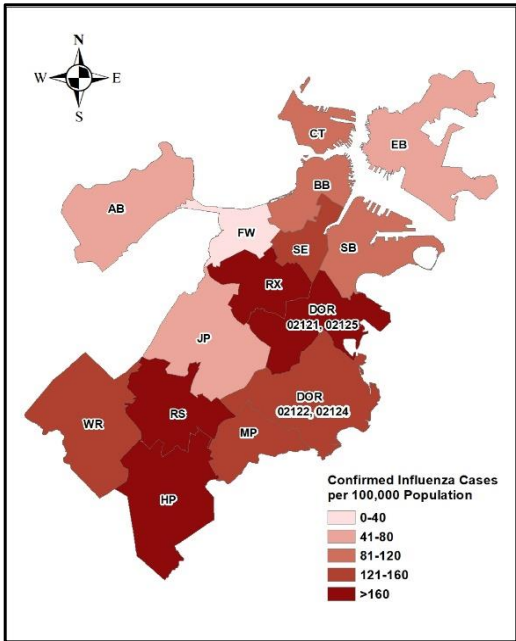 N
W E
S
CT
EB
BB
AB
FW
SE
SB
RX
DOR
02121, 02125
JP
DOR
02122, 02124
RS
WR
MP
HP
Confirmed Influenza Cases
per 100,000 Population
0-40
41-80
81-120
121-160
>160